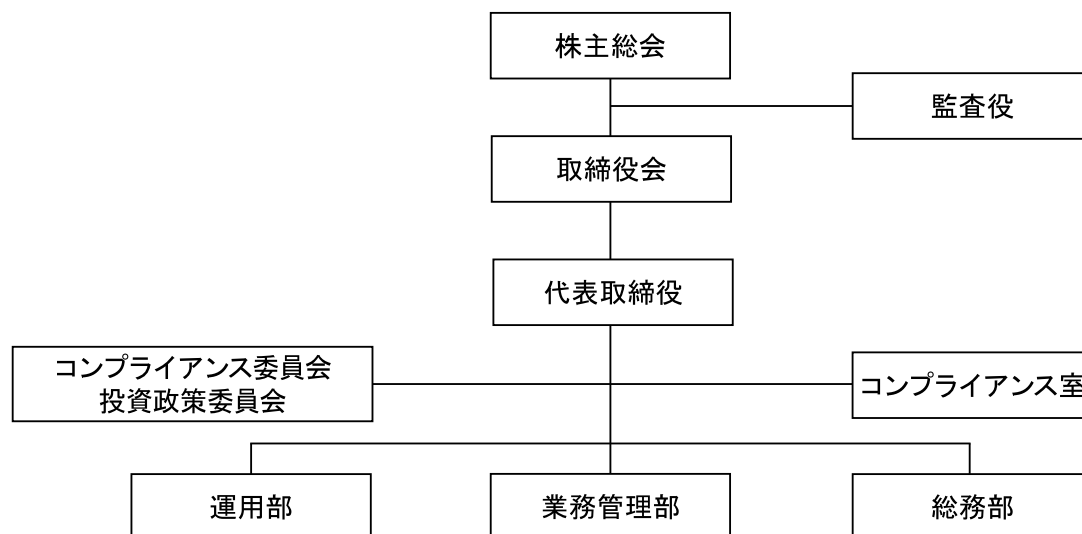 株主総会
監査役
取締役会
代表取締役
コンプライアンス委員会
投資政策委員会
コンプライアンス室
運用部
業務管理部
総務部